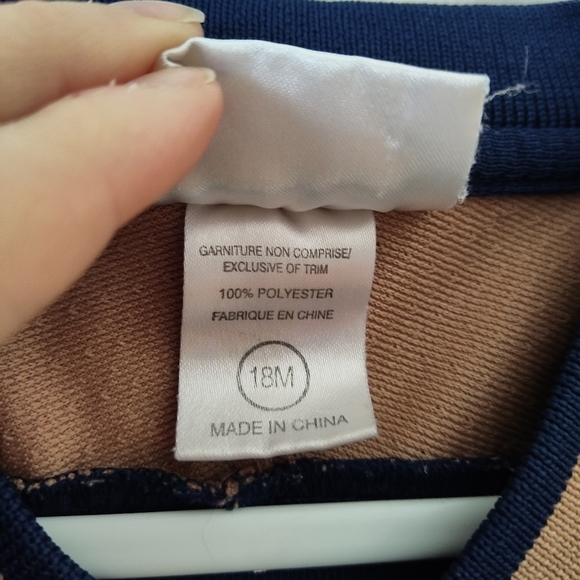 GARNITURE NON COMPRISE/
EXCLUSIVE OF TRIM
100% POLYESTER
FABRIQUE EN CHINE
18M
MADE IN CHINA